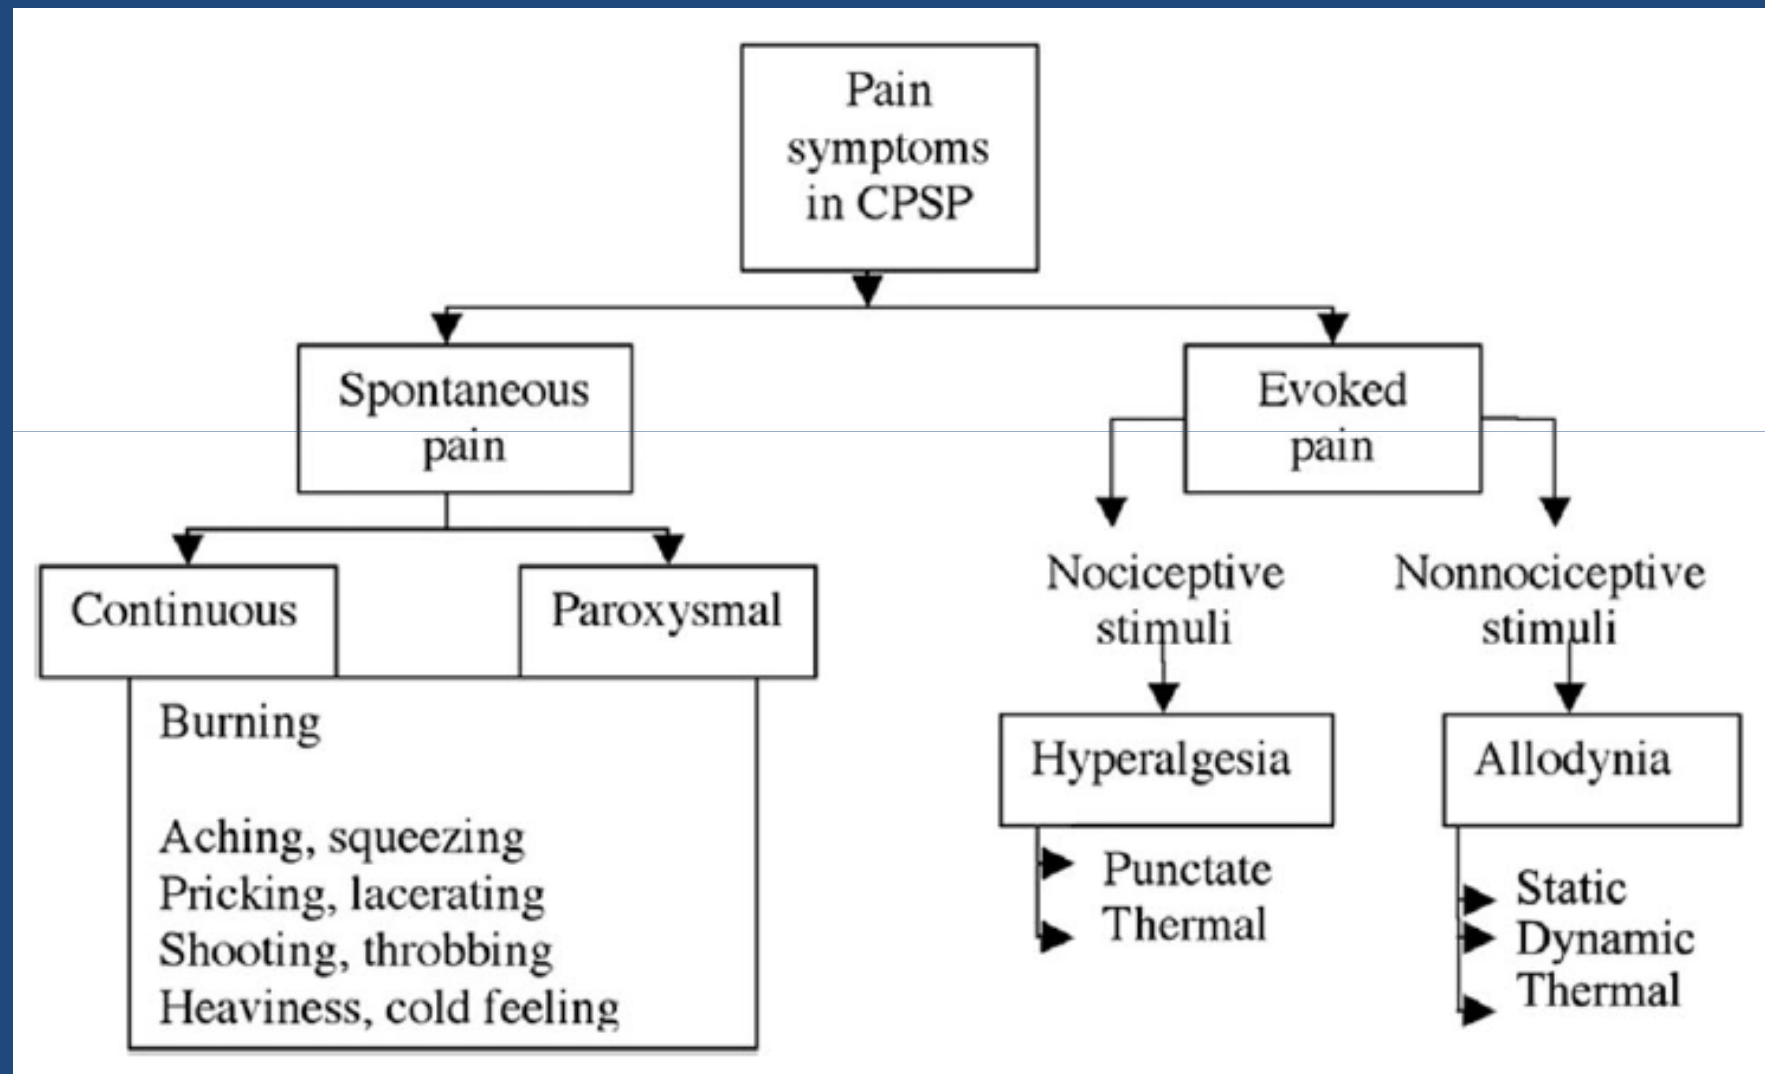 Pain
symptoms
in CPSP
Spontaneous
pain
Evoked
pain
Continuous
Paroxysmal
Burning
Aching, squeezing
Pricking, lacerating
Shooting, throbbing
Heaviness, cold feeling
Nociceptive
stimuli
Nonnociceptive
stimuli
Hyperalgesia
Allodynia
Punctate
Thermal
Static
Dynamic
Thermal